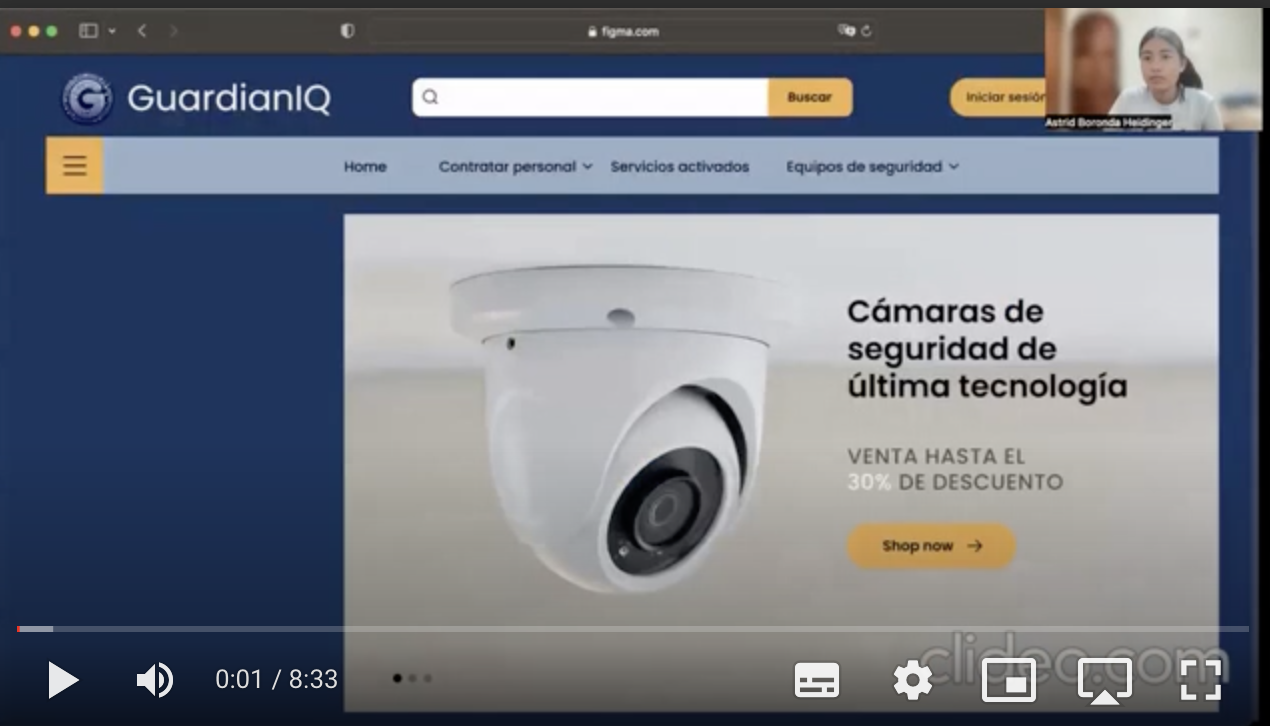 figma.com
GuardianIQ
Buscar
Iniciar sesión
Astrid Boronda Heidinger
Home
Contratar personal
Servicios activados
Equipos de seguridad
Cámaras de
seguridad de
última tecnología
VENTA HASTA EL
30% DE DESCUENTO
Shop now
clideo.com
0:01 / 8:33